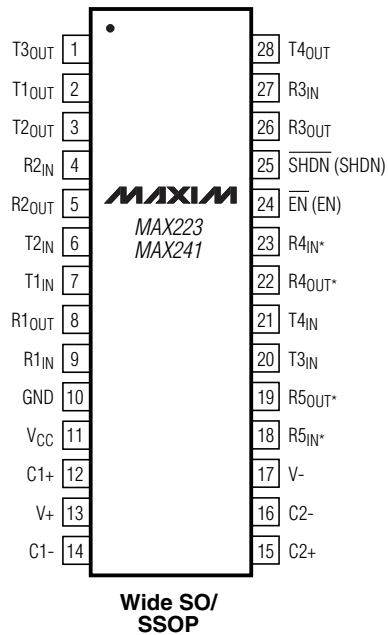 T3OUT 1
T1OUT 2
T2OUT 3
R2IN 4
R2OUT 5
T2IN 6
T1IN 7
R1OUT 8
R1IN 9
GND 10
VCC 11
C1+ 12
V+ 13
C1- 14
MAXIM
MAX223
MAX241
28 T4OUT
27 R3IN
26 R3OUT
25 SHDN (SHDN)
24 EN (EN)
23 R4IN*
22 R4OUT*
21 T4IN
20 T3IN
19 R5OUT*
18 R5IN*
17 V-
16 C2-
15 C2+
Wide SO/
SSOP